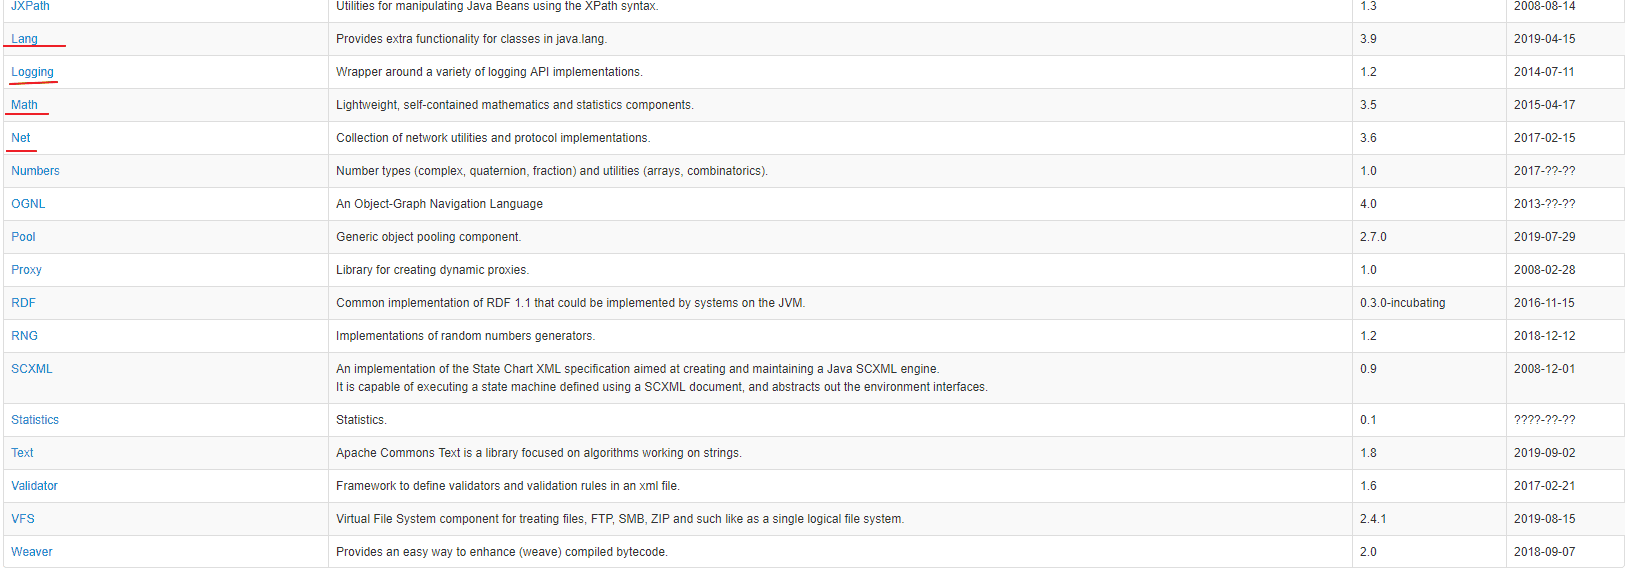 JXPath Utilities for manipulating Java Beans using the XPath syntax. 1.3 2008-08-14
Lang Provides extra functionality for classes in java.lang. 3.9 2019-04-15
Logging Wrapper around a variety of logging API implementations. 1.2 2014-07-11
Math Lightweight, self-contained mathematics and statistics components. 3.5 2015-04-17
Net Collection of network utilities and protocol implementations. 3.6 2017-02-15
Numbers Number types (complex, quaternion, fraction) and utilities (arrays, combinatorics). 1.0 2017-??-??
OGNL An Object-Graph Navigation Language 4.0 2013-??-??
Pool Generic object pooling component. 2.7.0 2019-07-29
Proxy Library for creating dynamic proxies. 1.0 2008-02-28
RDF Common implementation of RDF 1.1 that could be implemented by systems on the JVM. 0.3.0-incubating 2016-11-15
RNG Implementations of random numbers generators. 1.2 2018-12-12
SCXML An implementation of the State Chart XML specification aimed at creating and maintaining a Java SCXML engine. 0.9 2008-12-01
It is capable of executing a state machine defined using a SCXML document, and abstracts out the environment interfaces.
Statistics Statistics. 0.1 ????-??-??
Text Apache Commons Text is a library focused on algorithms working on strings. 1.8 2019-09-02
Validator Framework to define validators and validation rules in an xml file. 1.6 2017-02-21
VFS Virtual File System component for treating files, FTP, SMB, ZIP and such like as a single logical file system. 2.4.1 2019-08-15
Weaver Provides an easy way to enhance (weave) compiled bytecode. 2.0 2018-09-07